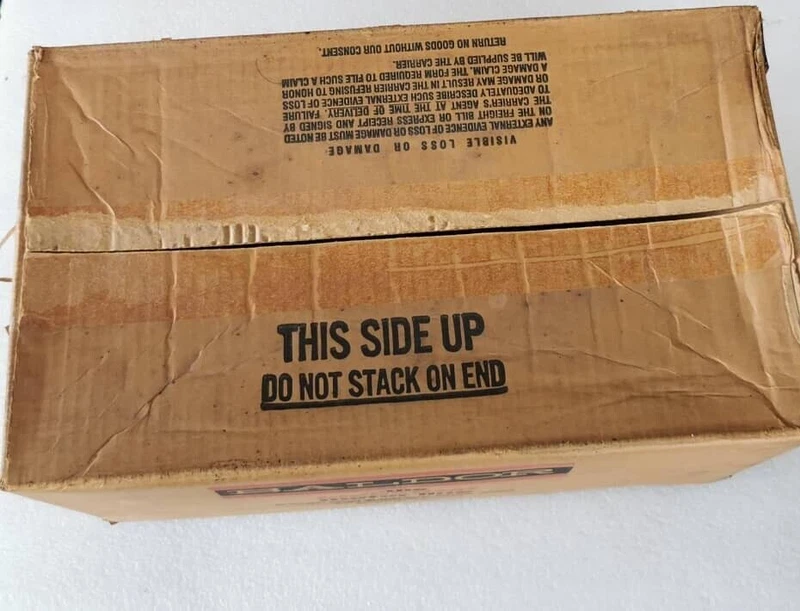 VISIBLE LOSS OR DAMAGE
ANY EXTERNAL EVIDENCE OF LOSS OR DAMAGE MUST BE NOTED
ON THE FREIGHT BILL OR EXPRESS RECEIPT AND SIGNED BY
THE CARRIER'S AGENT AT THE TIME OF DELIVERY. FAILURE
TO ADEQUATELY DESCRIBE SUCH EXTERNAL EVIDENCE OF LOSS
OR DAMAGE MAY RESULT IN THE CARRIER REFUSING TO HONOR
A DAMAGE CLAIM. THE FORM REQUIRED TO FILE SUCH A CLAIM
WILL BE SUPPLIED BY THE CARRIER.
RETURN NO GOODS WITHOUT OUR CONSENT.
THIS SIDE UP
DO NOT STACK ON END
BALDOR